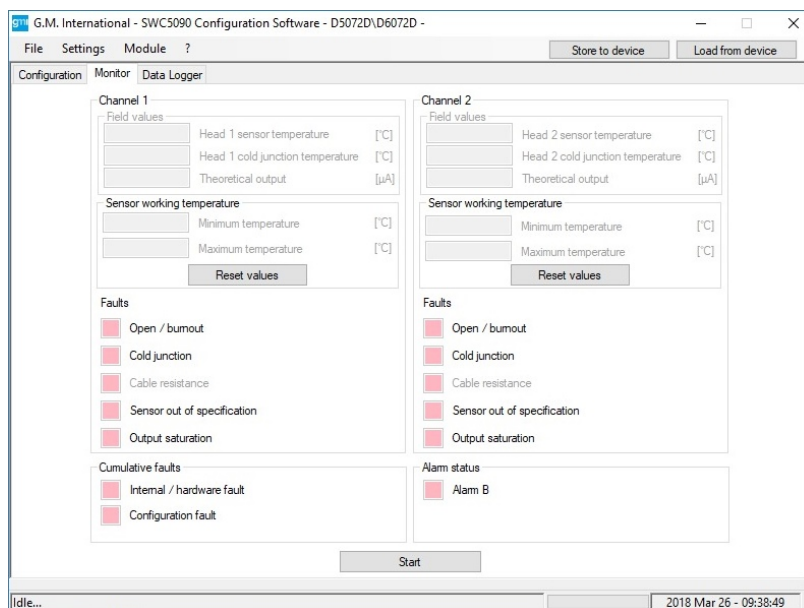 GMI G.M. International - SWC5090 Configuration Software - D5072D\D6072D -
File Settings Module ?
Store to device Load from device
Configuration Monitor Data Logger
Channel 1
Field values
Head 1 sensor temperature [°C]
Head 1 cold junction temperature [°C]
Theoretical output [µA]
Sensor working temperature
Minimum temperature [°C]
Maximum temperature [°C]
Reset values
Faults
Open / burnout
Cold junction
Cable resistance
Sensor out of specification
Output saturation
Channel 2
Field values
Head 2 sensor temperature [°C]
Head 2 cold junction temperature [°C]
Theoretical output [µA]
Sensor working temperature
Minimum temperature [°C]
Maximum temperature [°C]
Reset values
Faults
Open / burnout
Cold junction
Cable resistance
Sensor out of specification
Output saturation
Cumulative faults
Internal / hardware fault
Configuration fault
Alarm status
Alarm B
Start
Idle... 2018 Mar 26 - 09:38:49